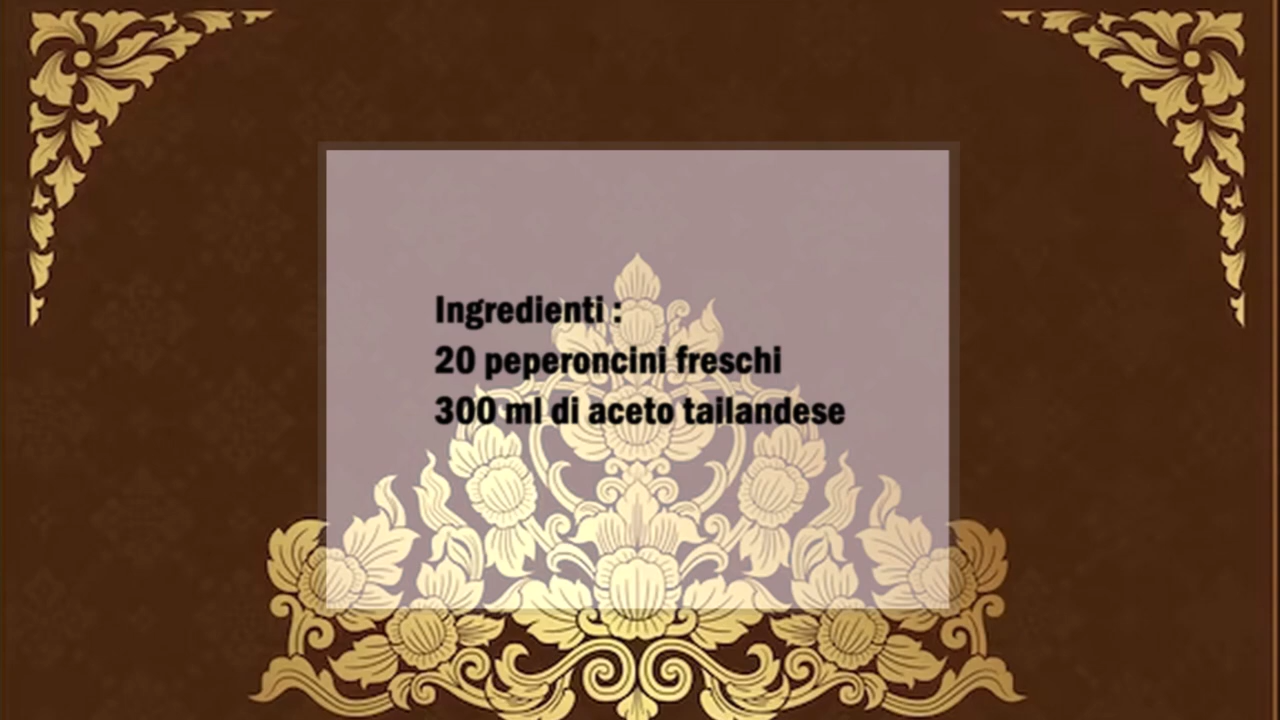 Ingredienti :
20 peperoncini freschi
300 ml di aceto tailandese